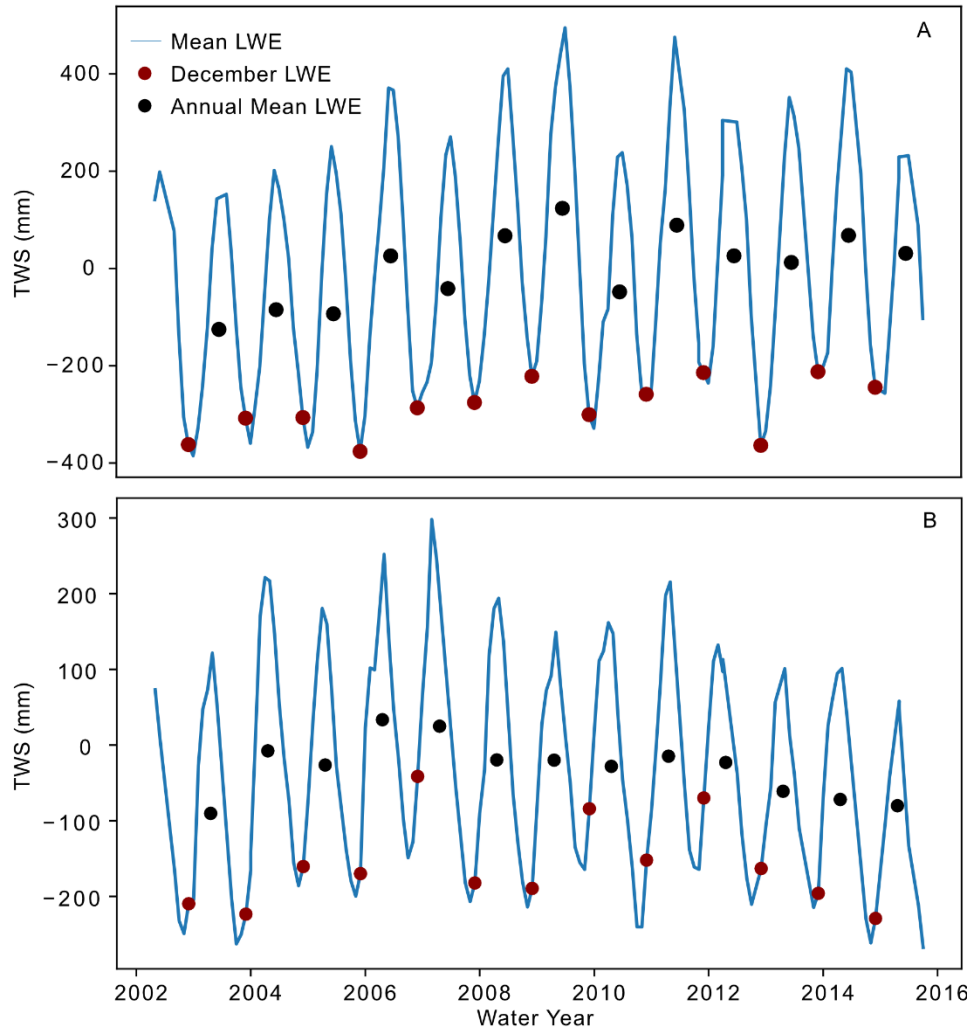 A
Mean LWE
December LWE
Annual Mean LWE
400
200
0
−200
−400
TWS (mm)
B
300
200
100
0
−100
−200
TWS (mm)
2002 2004 2006 2008 2010 2012 2014 2016
Water Year